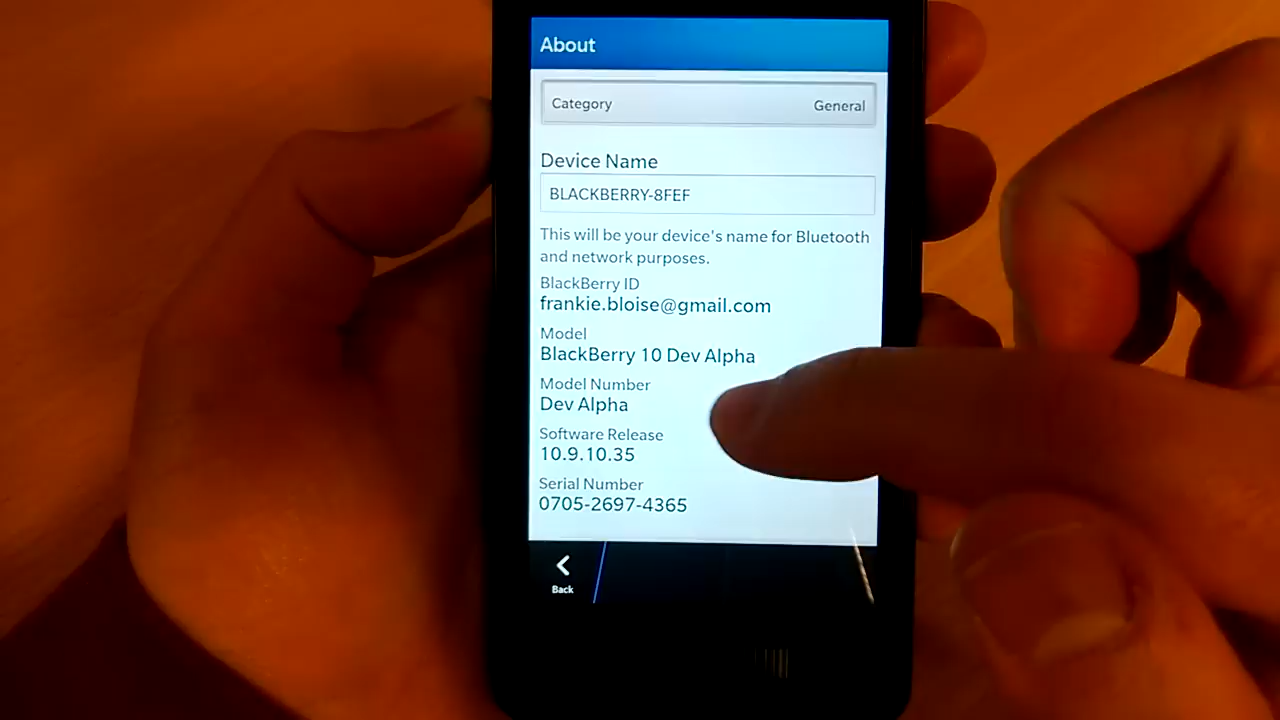 About
Category General
Device Name
BLACKBERRY-8FEF
This will be your device's name for Bluetooth
and network purposes.
BlackBerry ID
frankie.bloise@gmail.com
Model
BlackBerry 10 Dev Alpha
Model Number
Dev Alpha
Software Release
10.9.10.35
Serial Number
0705-2697-4365
Back